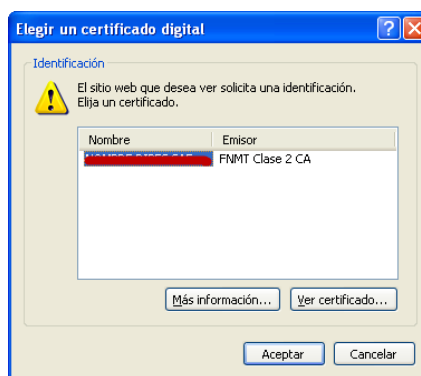 Elegir un certificado digital
Identificación
El sitio web que desea ver solicita una identificación.
Elija un certificado.
Nombre Emisor
FNMT Clase 2 CA
Más información... Ver certificado...
Aceptar Cancelar